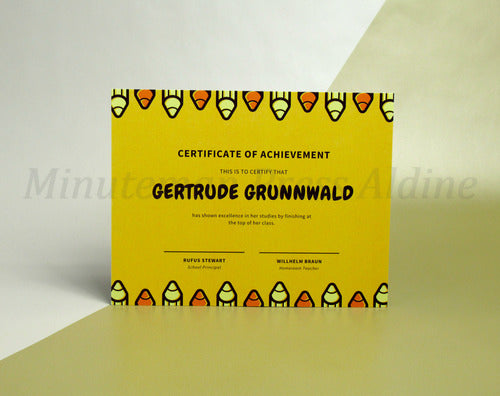 CERTIFICATE OF ACHIEVEMENT
THIS IS TO CERTIFY THAT
Minuteman Press Aldine
GERTRUDE GRUNNWALD
has shown excellence in her studies by finishing at
the top of her class.
RUFUS STEWART
School Principal
WILLHELM BRAUN
Homeroom Teacher